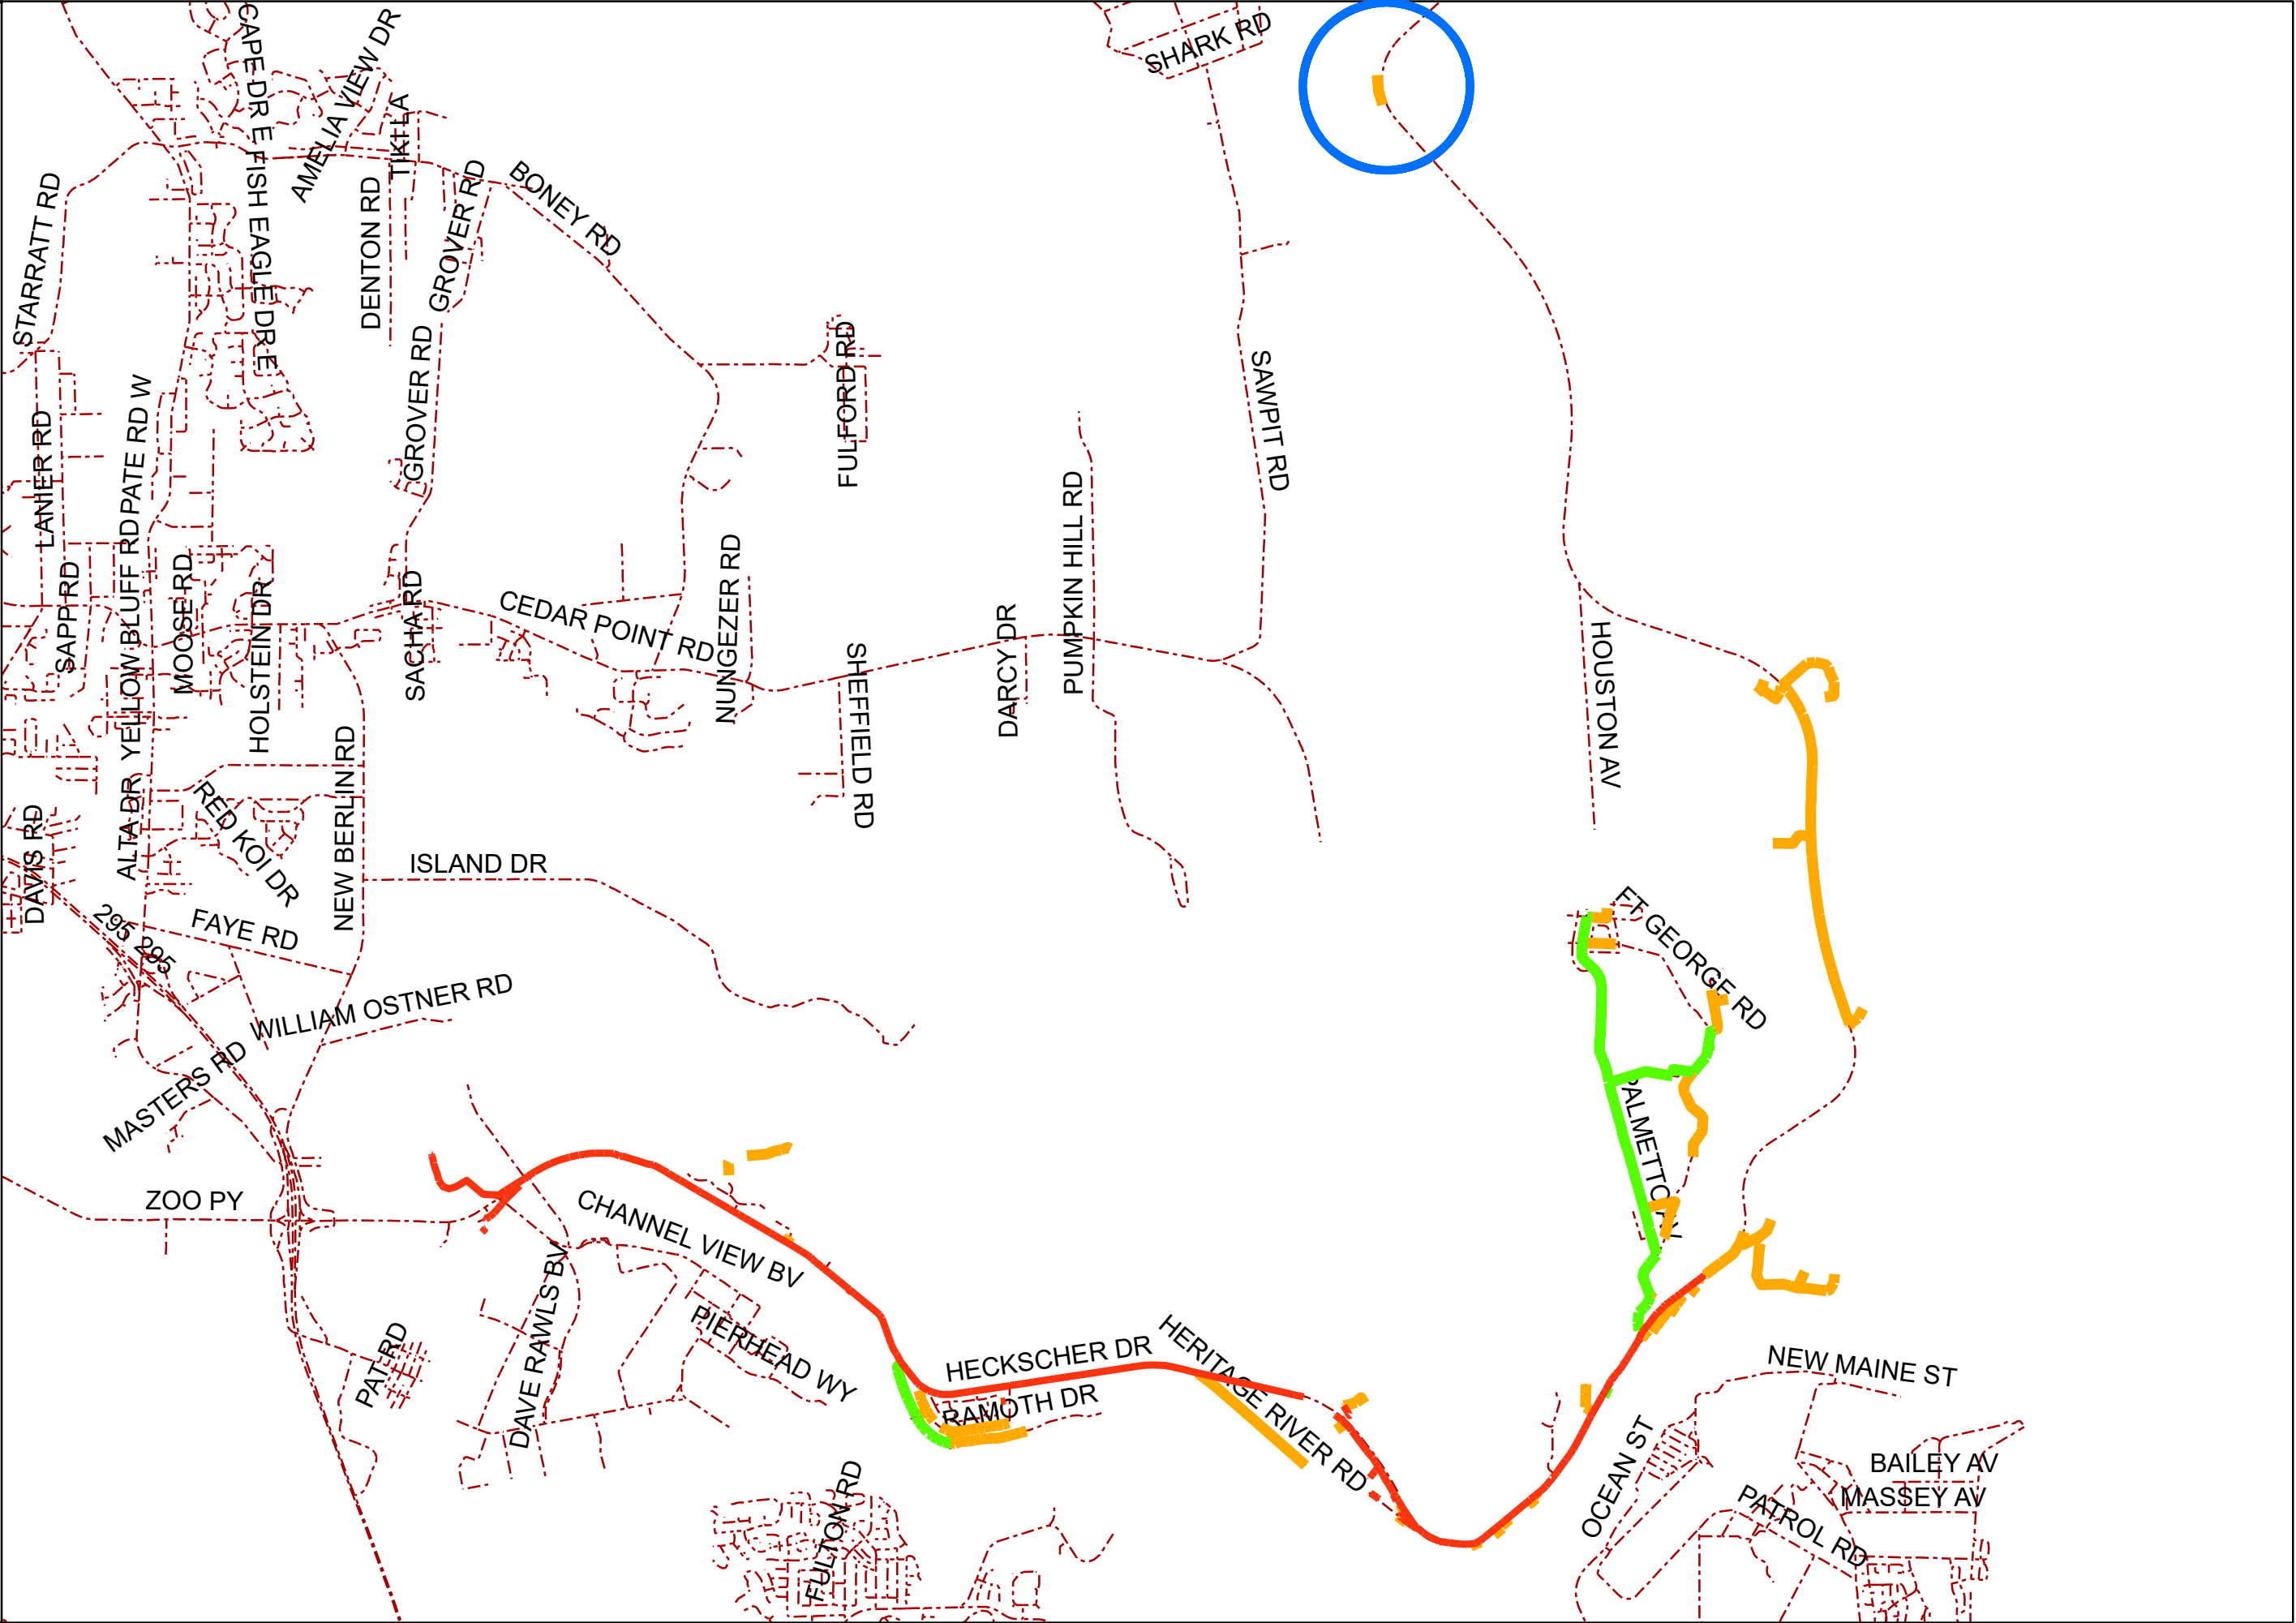 SHARK RD
CAPE DR E
AMELIA VIEW DR
TIKI LA
FISH EAGLE DR E
STARRATT RD
DENTON RD
GROVER RD
BONEY RD
GROVER RD
FULFORD RD
SAWPIT RD
LANIER RD
PATE RD W
PUMPKIN HILL RD
SAPP RD
YELLOW BLUFF RD
MOOSE RD
HOLSTEIN DR
SACHA RD
CEDAR POINT RD
NUNGEZER RD
SHEFFIELD RD
DARCY DR
HOUSTON AV
ALTA DR
RED KOI DR
NEW BERLIN RD
DAVIS RD
ISLAND DR
295 295
FAYE RD
FT GEORGE RD
WILLIAM OSTNER RD
MASTERS RD
PALMETTO AV
ZOO PY
CHANNEL VIEW BV
DAVE RAWLS BV
PIERHEAD WY
PAT RD
HECKSCHER DR
HERITAGE RIVER RD
RAMOTH DR
NEW MAINE ST
OCEAN ST
BAILEY AV
MASSEY AV
PATROL RD
FULTON RD